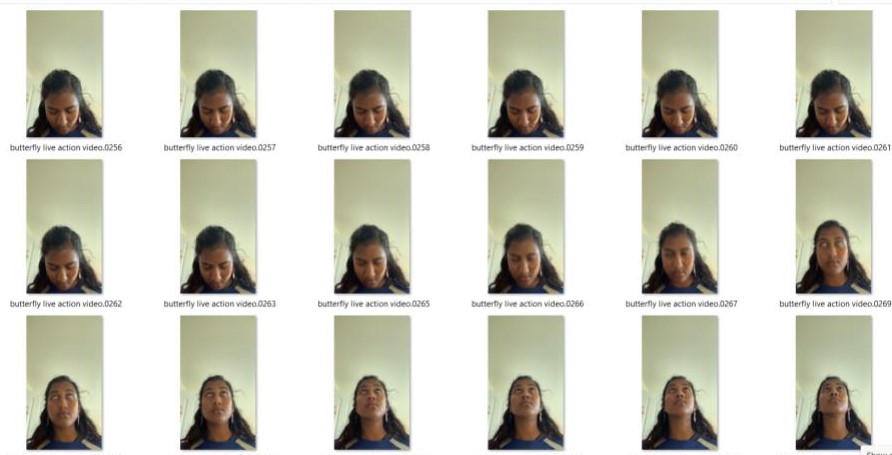 butterfly live action video.0256
butterfly live action video.0257
butterfly live action video.0258
butterfly live action video.0259
butterfly live action video.0260
butterfly live action video.0261
butterfly live action video.0262
butterfly live action video.0263
butterfly live action video.0265
butterfly live action video.0266
butterfly live action video.0267
butterfly live action video.0269